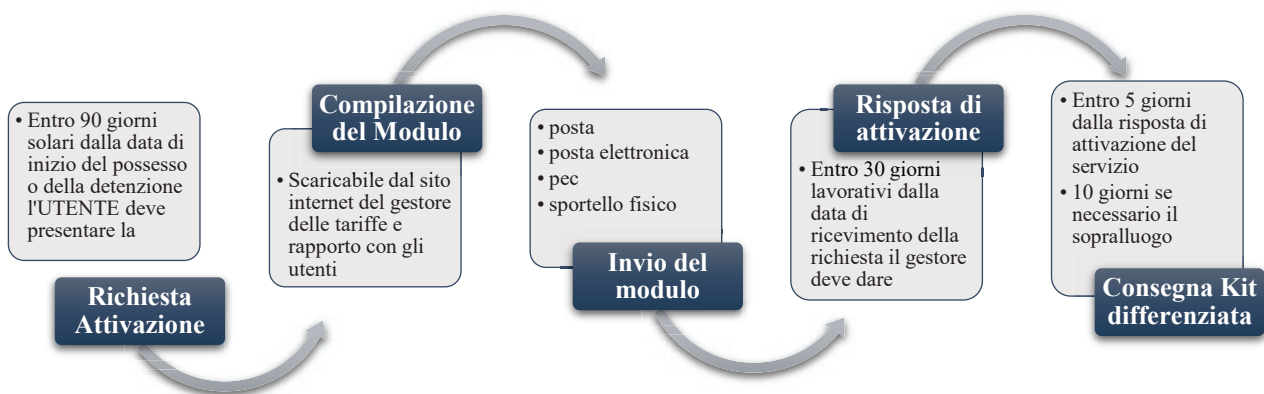 • Entro 90 giorni
solari dalla data di
inizio del possesso
o della detenzione
l'UTENTE deve
presentare la
Richiesta
Attivazione
Compilazione
del Modulo
• Scaricabile dal sito
internet del gestore
delle tariffe e
rapporto con gli
utenti
• posta
• posta elettronica
• pec
• sportello fisico
Invio del
modulo
Risposta di
attivazione
• Entro 30 giorni
lavorativi dalla
data di
ricevimento della
richiesta il gestore
deve dare
• Entro 5 giorni
dalla risposta di
attivazione del
servizio
• 10 giorni se
necessario il
sopralluogo
Consegna Kit
differenziata